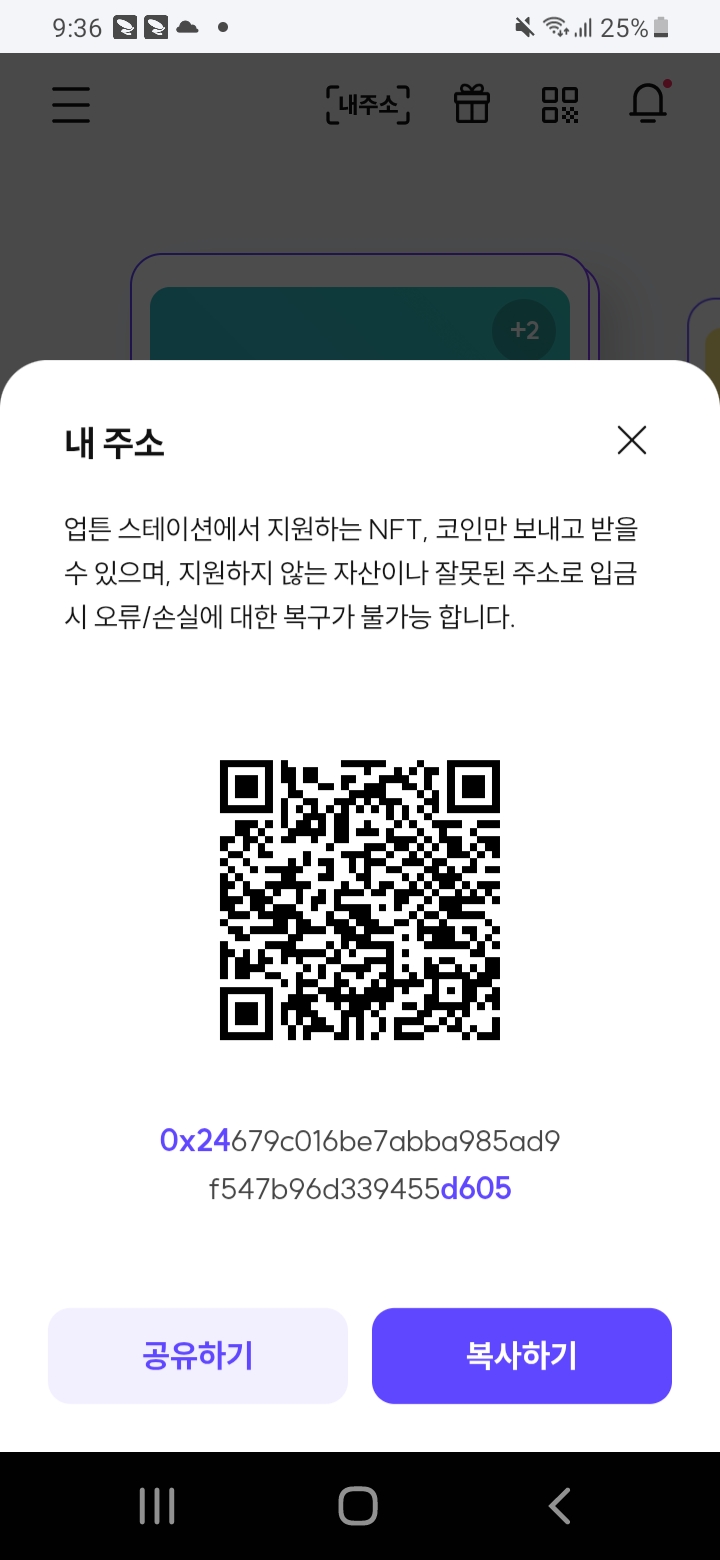 9:36
25%
내주소
+2
내 주소
업튼 스테이션에서 지원하는 NFT, 코인만 보내고 받을
수 있으며, 지원하지 않는 자산이나 잘못된 주소로 입금
시 오류/손실에 대한 복구가 불가능 합니다.
0x24679c016be7abba985ad9
f547b96d339455d605
공유하기
복사하기